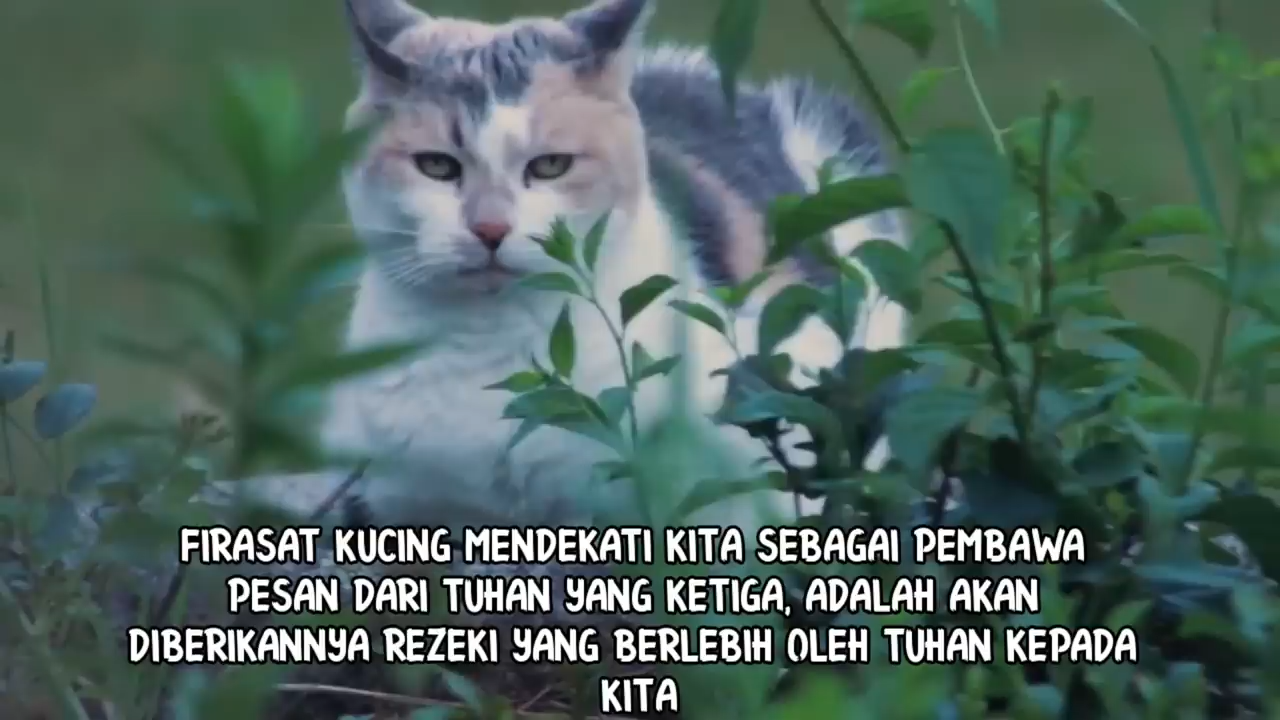 FIRASAT KUCING MENDEKATI KITA SEBAGAI PEMBAWA
PESAN DARI TUHAN YANG KETIGA, ADALAH AKAN
DIBERIKANNYA REZEKI YANG BERLEBIH OLEH TUHAN KEPADA
KITA